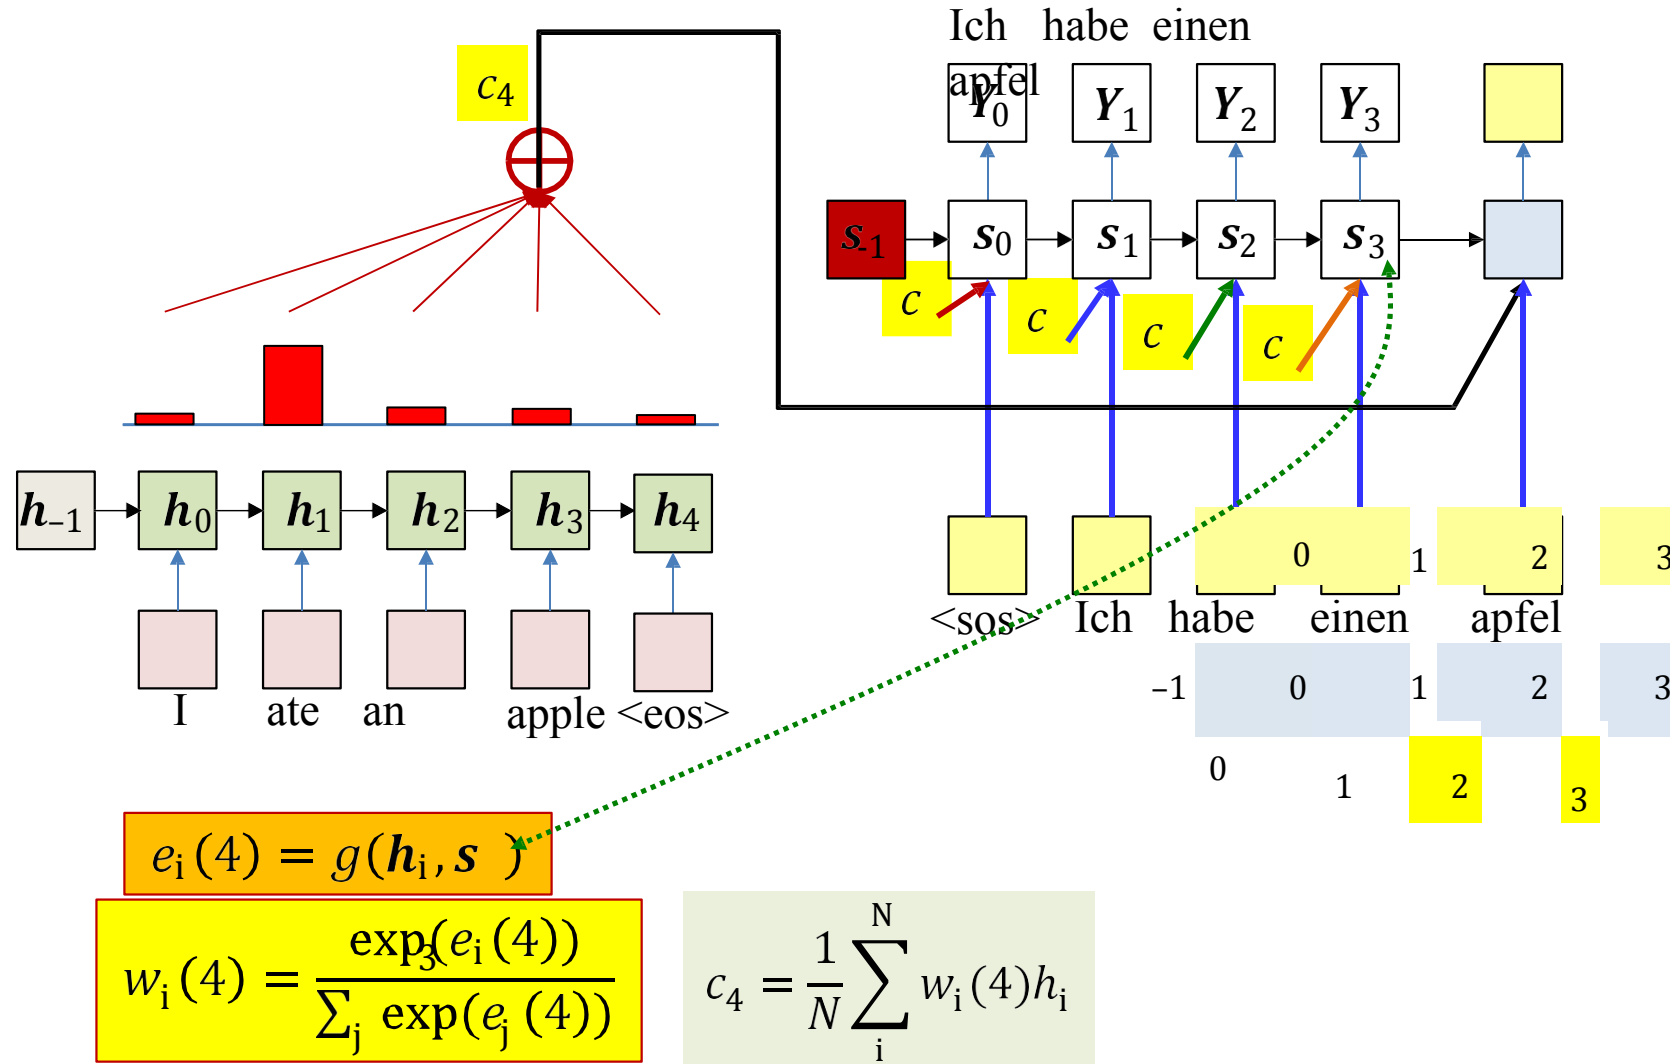 Ich habe einen
apfel
c₄
Y₀ Y₁ Y₂ Y₃
s₋₁ s₀ s₁ s₂ s₃
c c c c
h₋₁ h₀ h₁ h₂ h₃ h₄
0 1 2 3
<sos> Ich habe einen apfel
–1 0 1 2 3
I ate an apple <eos>
0 1 2 3
eᵢ(4) = g(hᵢ, s )
3
wᵢ(4) = exp(eᵢ(4)) / ∑ⱼ exp(eⱼ(4))
c₄ = 1/N ∑ᵢᴺ wᵢ(4)hᵢ